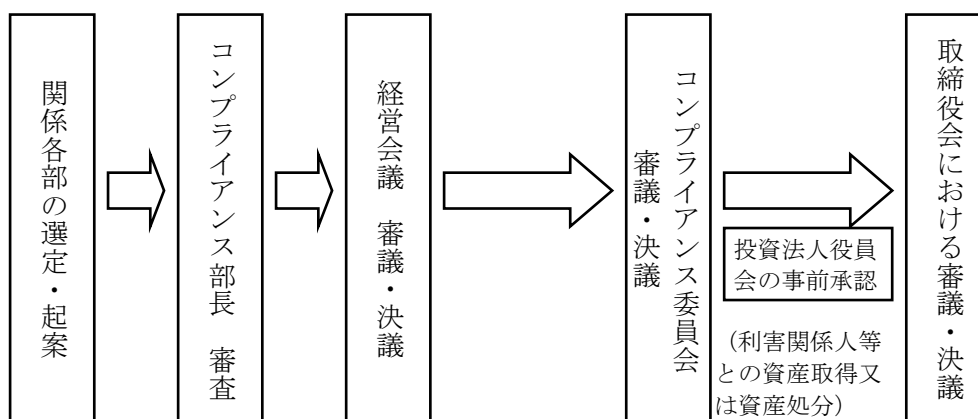 関係各部の選定・起案
コンプライアンス部長　審査
経営会議　審議・決議
コンプライアンス委員会
審議・決議
投資法人役員
会の事前承認
（利害関係人等
との資産取得又
は資産処分）
取締役会における審議・決議